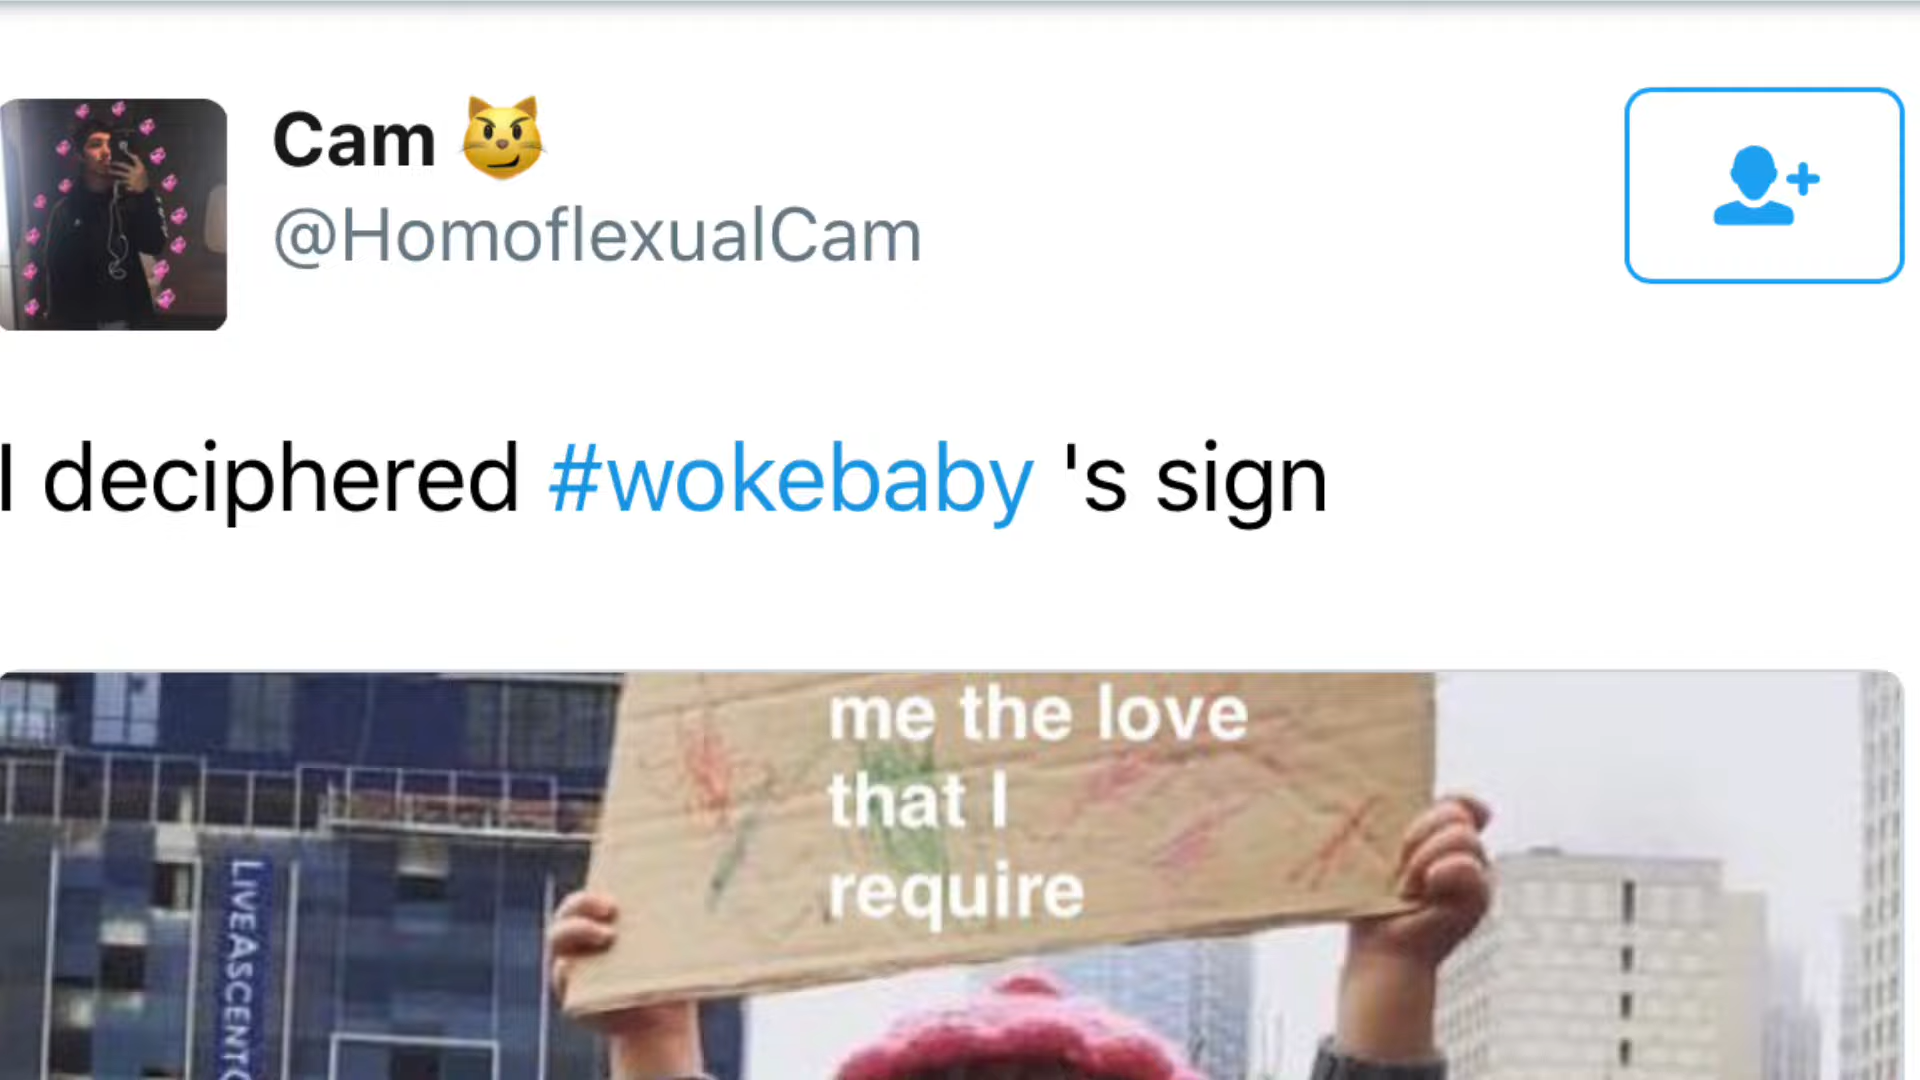 Cam 😼
@HomoflexualCam
I deciphered #wokebaby 's sign
me the love
that I
require
LIVEASCENT